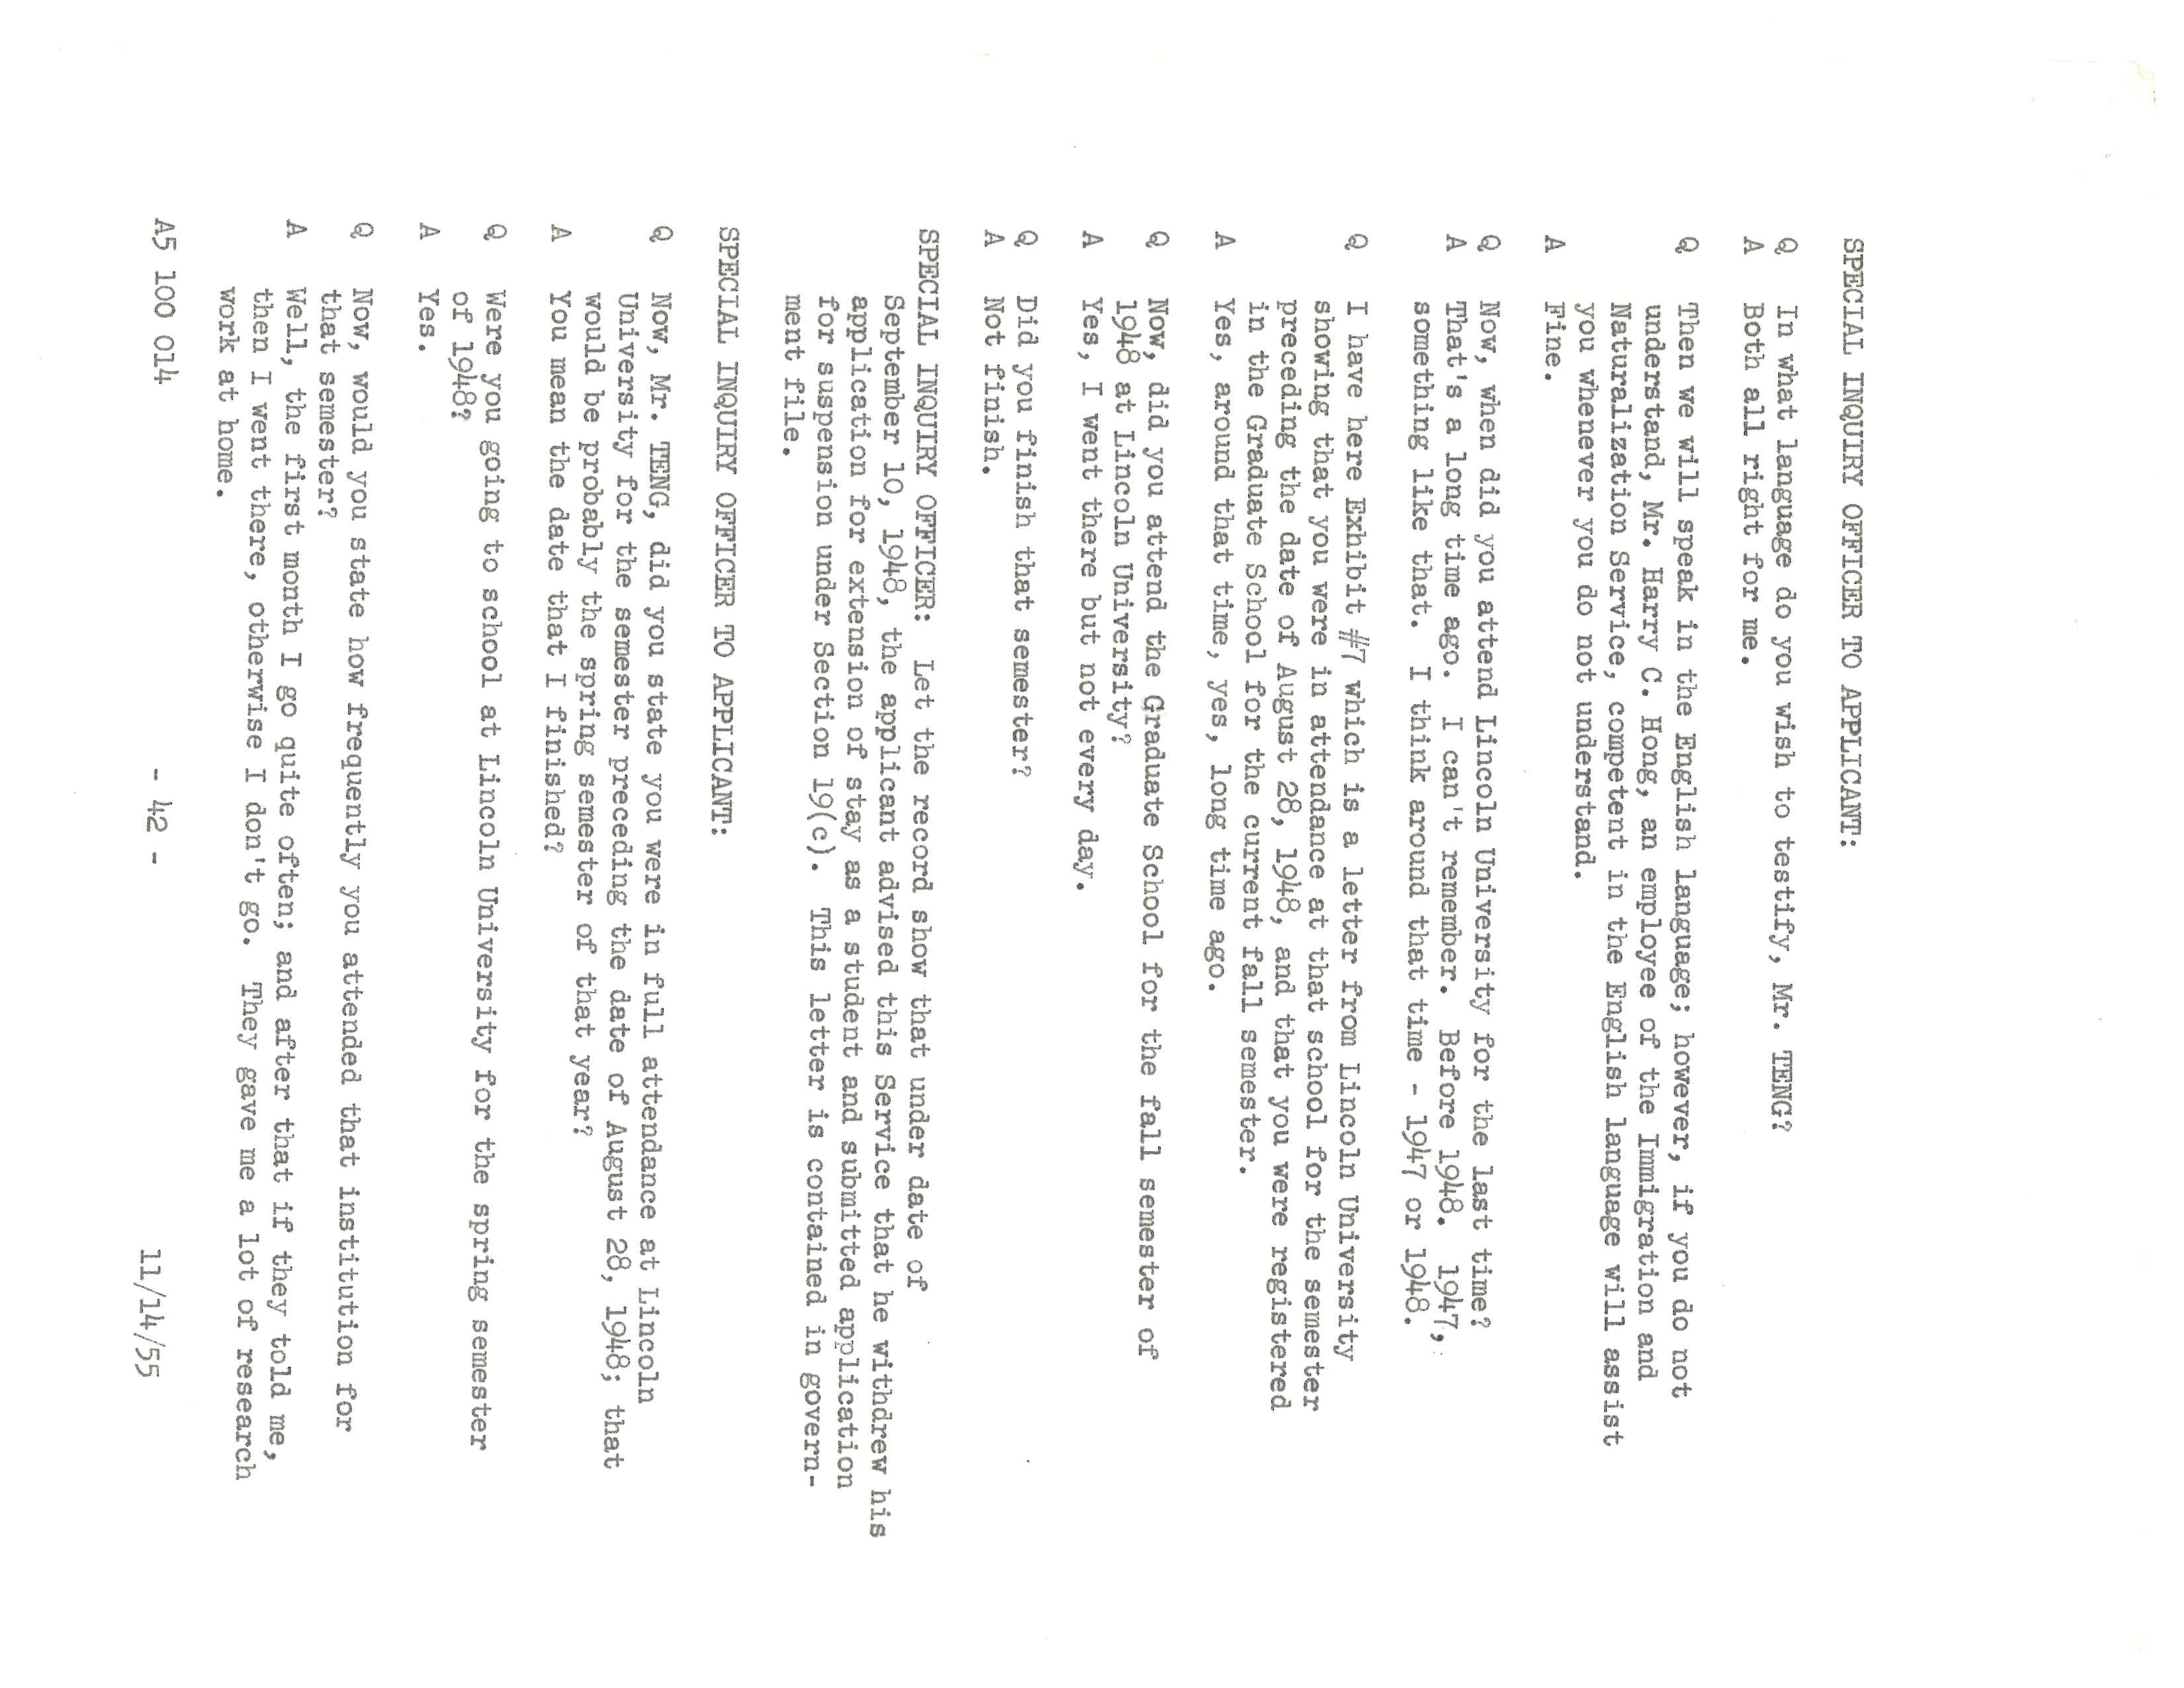 SPECIAL INQUIRY OFFICER TO APPLICANT:
Q In what language do you wish to testify, Mr. TENG?
A Both all right for me.
Q Then we will speak in the English language; however, if you do not
understand, Mr. Harry C. Hong, an employee of the Immigration and
Naturalization Service, competent in the English language will assist
you whenever you do not understand.
A Fine.
Q Now, when did you attend Lincoln University for the last time?
A That's a long time ago. I can't remember. Before 1948. 1947,
something like that. I think around that time - 1947 or 1948.
Q I have here Exhibit #7 which is a letter from Lincoln University
showing that you were in attendance at that school for the semester
preceding the date of August 28, 1948, and that you were registered
in the Graduate School for the current fall semester.
A Yes, around that time, yes, long time ago.
Q Now, did you attend the Graduate School for the fall semester of
1948 at Lincoln University?
A Yes, I went there but not every day.
Q Did you finish that semester?
A Not finish.
SPECIAL INQUIRY OFFICER: Let the record show that under date of
September 10, 1948, the applicant advised this Service that he withdrew his
application for extension of stay as a student and submitted application
for suspension under Section 19(c). This letter is contained in govern-
ment file.
SPECIAL INQUIRY OFFICER TO APPLICANT:
Q Now, Mr. TENG, did you state you were in full attendance at Lincoln
University for the semester preceding the date of August 28, 1948; that
would be probably the spring semester of that year?
A You mean the date that I finished?
Q Were you going to school at Lincoln University for the spring semester
of 1948?
A Yes.
Q Now, would you state how frequently you attended that institution for
that semester?
A Well, the first month I go quite often; and after that if they told me,
then I went there, otherwise I don't go. They gave me a lot of research
work at home.
A5 100 014 - 42 - 11/14/55